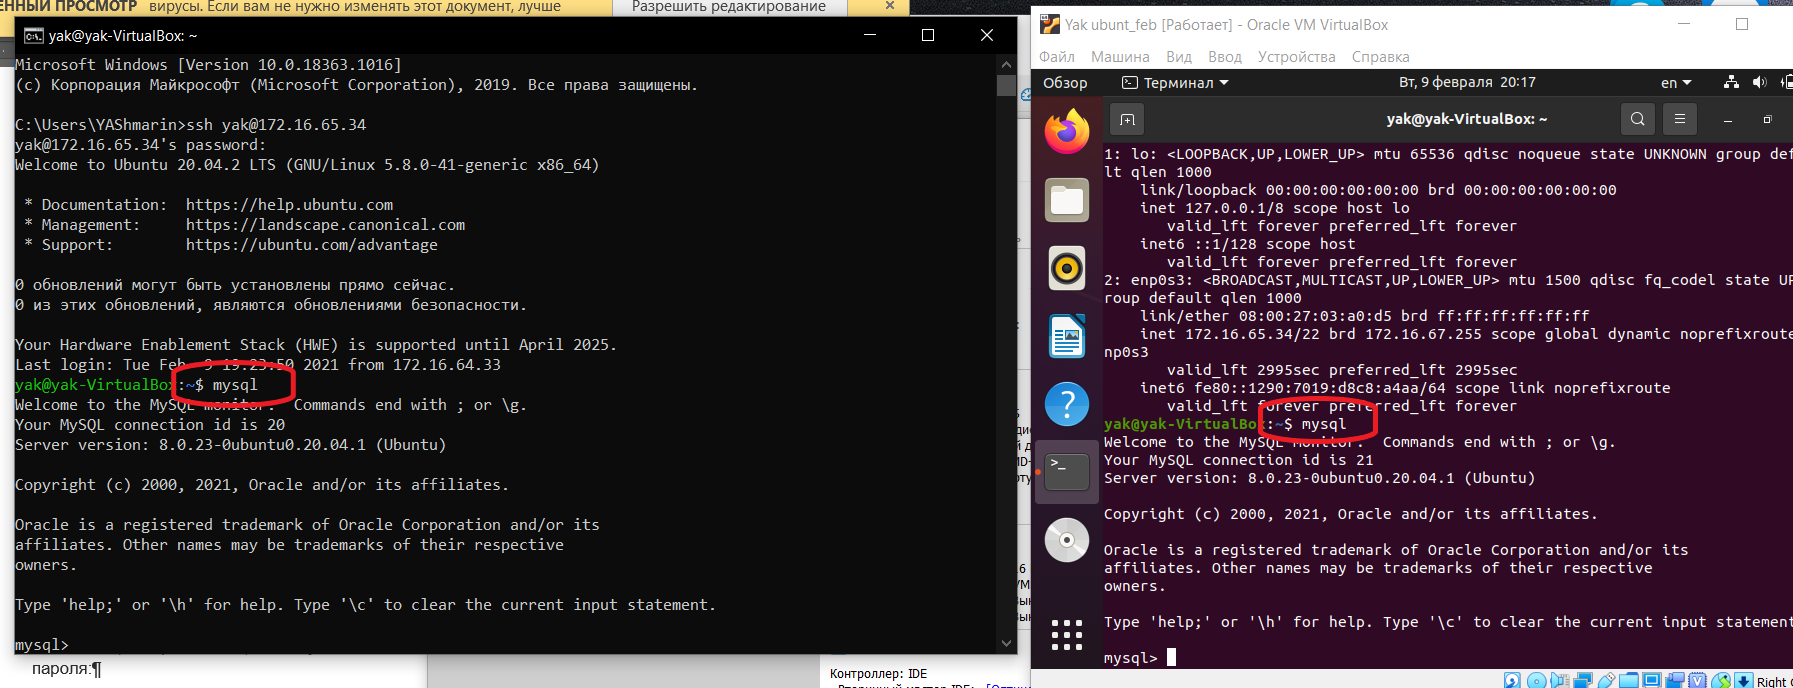 ЕННЫЙ ПРОСМОТР вирусы. Если вам не нужно изменять этот документ, лучше
Разрешить редактирование
yak@yak-VirtualBox: ~
Microsoft Windows [Version 10.0.18363.1016]
(c) Корпорация Майкрософт (Microsoft Corporation), 2019. Все права защищены.
C:\Users\YAShmarin>ssh yak@172.16.65.34
yak@172.16.65.34's password:
Welcome to Ubuntu 20.04.2 LTS (GNU/Linux 5.8.0-41-generic x86_64)
* Documentation:  https://help.ubuntu.com
* Management:     https://landscape.canonical.com
* Support:        https://ubuntu.com/advantage
0 обновлений могут быть установлены прямо сейчас.
0 из этих обновлений, являются обновлениями безопасности.
Your Hardware Enablement Stack (HWE) is supported until April 2025.
Last login: Tue Feb  9 19:23:50 2021 from 172.16.64.33
yak@yak-VirtualBox:~$ mysql
Welcome to the MySQL monitor.  Commands end with ; or \g.
Your MySQL connection id is 20
Server version: 8.0.23-0ubuntu0.20.04.1 (Ubuntu)
Copyright (c) 2000, 2021, Oracle and/or its affiliates.
Oracle is a registered trademark of Oracle Corporation and/or its
affiliates. Other names may be trademarks of their respective
owners.
Type 'help;' or '\h' for help. Type '\c' to clear the current input statement.
mysql>
пароля:¶
Контроллер: IDE
Yak ubunt_feb [Работает] - Oracle VM VirtualBox
Файл Машина Вид Ввод Устройства Справка
Обзор Терминал Вт, 9 февраля 20:17 en
yak@yak-VirtualBox: ~
1: lo: <LOOPBACK,UP,LOWER_UP> mtu 65536 qdisc noqueue state UNKNOWN group def
lt qlen 1000
link/loopback 00:00:00:00:00:00 brd 00:00:00:00:00:00
inet 127.0.0.1/8 scope host lo
valid_lft forever preferred_lft forever
inet6 ::1/128 scope host
valid_lft forever preferred_lft forever
2: enp0s3: <BROADCAST,MULTICAST,UP,LOWER_UP> mtu 1500 qdisc fq_codel state UP
roup default qlen 1000
link/ether 08:00:27:03:a0:d5 brd ff:ff:ff:ff:ff:ff
inet 172.16.65.34/22 brd 172.16.67.255 scope global dynamic noprefixroute
np0s3
valid_lft 2995sec preferred_lft 2995sec
inet6 fe80::1290:7019:d8c8:a4aa/64 scope link noprefixroute
valid_lft forever preferred_lft forever
yak@yak-VirtualBox:~$ mysql
Welcome to the MySQL monitor.  Commands end with ; or \g.
Your MySQL connection id is 21
Server version: 8.0.23-0ubuntu0.20.04.1 (Ubuntu)
Copyright (c) 2000, 2021, Oracle and/or its affiliates.
Oracle is a registered trademark of Oracle Corporation and/or its
affiliates. Other names may be trademarks of their respective
owners.
Type 'help;' or '\h' for help. Type '\c' to clear the current input statement
mysql>
Right